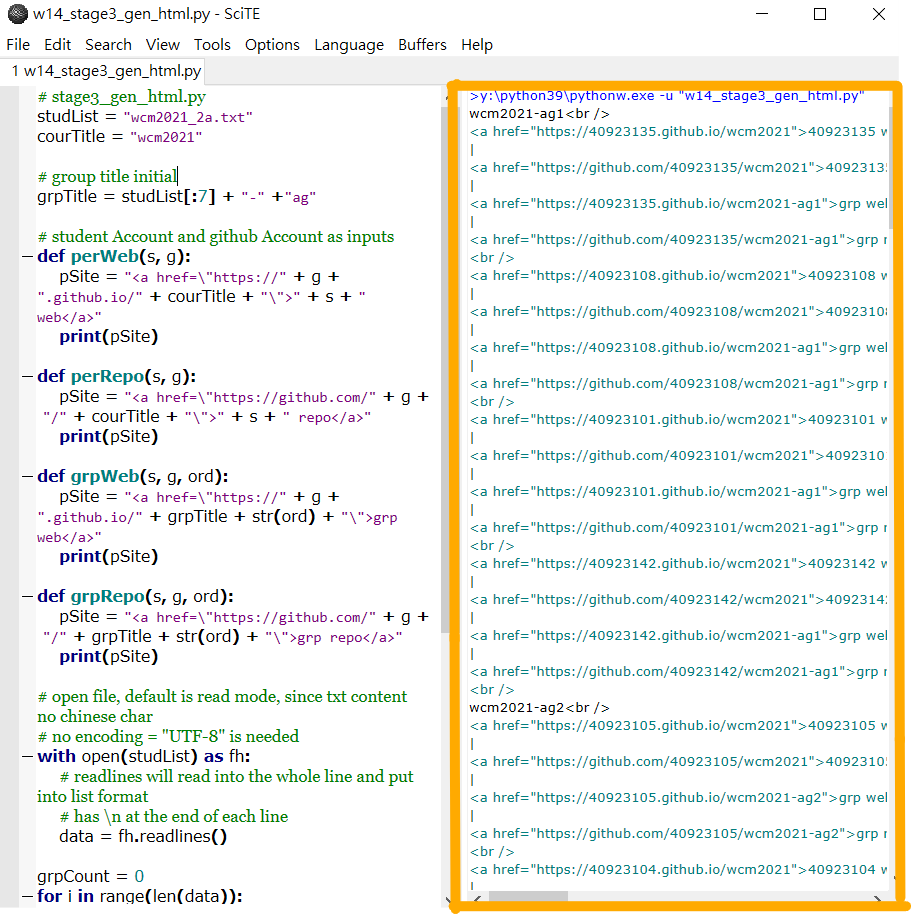 w14_stage3_gen_html.py - SciTE
File Edit Search View Tools Options Language Buffers Help
1 w14_stage3_gen_html.py
# stage3_gen_html.py
studList = "wcm2021_2a.txt"
courTitle = "wcm2021"
# group title initial
grpTitle = studList[:7] + "-" +"ag"
# student Account and github Account as inputs
def perWeb(s, g):
pSite = "<a href=\"https://" + g +
".github.io/" + courTitle + "\">" + s + "
web</a>"
print(pSite)
def perRepo(s, g):
pSite = "<a href=\"https://github.com/" + g +
"/" + courTitle + "\">" + s + " repo</a>"
print(pSite)
def grpWeb(s, g, ord):
pSite = "<a href=\"https://" + g +
".github.io/" + grpTitle + str(ord) + "\">grp
web</a>"
print(pSite)
def grpRepo(s, g, ord):
pSite = "<a href=\"https://github.com/" + g +
"/" + grpTitle + str(ord) + "\">grp repo</a>"
print(pSite)
# open file, default is read mode, since txt content
no chinese char
# no encoding = "UTF-8" is needed
with open(studList) as fh:
# readlines will read into the whole line and put
into list format
# has \n at the end of each line
data = fh.readlines()
grpCount = 0
for i in range(len(data)):
>y:\python39\pythonw.exe -u "w14_stage3_gen_html.py"
wcm2021-ag1<br />
<a href="https://40923135.github.io/wcm2021">40923135 w
|
<a href="https://github.com/40923135/wcm2021">4092313
|
<a href="https://40923135.github.io/wcm2021-ag1">grp we
|
<a href="https://github.com/40923135/wcm2021-ag1">grp r
<br />
<a href="https://40923108.github.io/wcm2021">40923108 w
|
<a href="https://github.com/40923108/wcm2021">4092310
|
<a href="https://40923108.github.io/wcm2021-ag1">grp we
|
<a href="https://github.com/40923108/wcm2021-ag1">grp r
<br />
<a href="https://40923101.github.io/wcm2021">40923101 w
|
<a href="https://github.com/40923101/wcm2021">4092310
|
<a href="https://40923101.github.io/wcm2021-ag1">grp we
|
<a href="https://github.com/40923101/wcm2021-ag1">grp r
<br />
<a href="https://40923142.github.io/wcm2021">40923142 w
|
<a href="https://github.com/40923142/wcm2021">4092314
|
<a href="https://40923142.github.io/wcm2021-ag1">grp we
|
<a href="https://github.com/40923142/wcm2021-ag1">grp r
<br />
wcm2021-ag2<br />
<a href="https://40923105.github.io/wcm2021">40923105 w
|
<a href="https://github.com/40923105/wcm2021">4092310
|
<a href="https://40923105.github.io/wcm2021-ag2">grp we
|
<a href="https://github.com/40923105/wcm2021-ag2">grp r
<br />
<a href="https://40923104.github.io/wcm2021">40923104 w
|